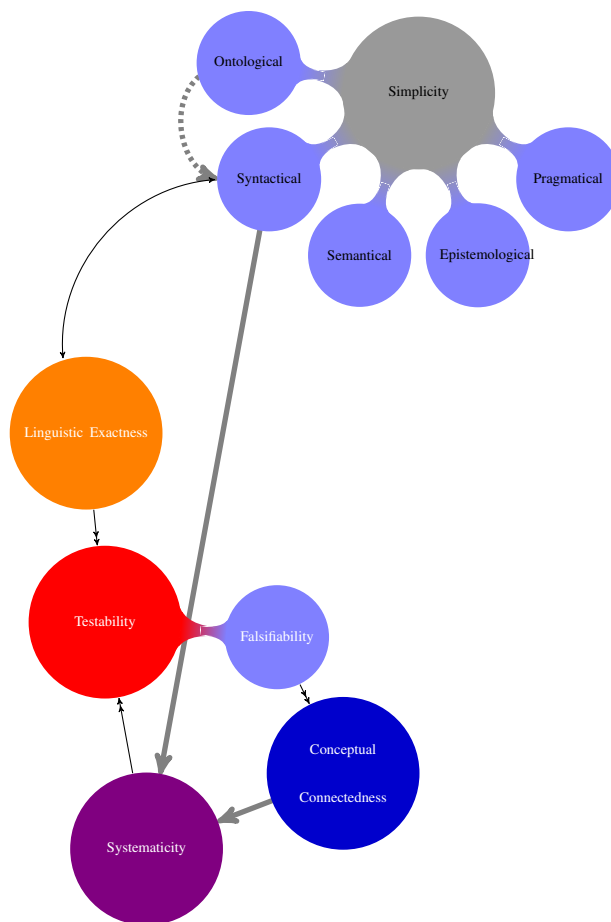 Ontological
Simplicity
Syntactical
Pragmatical
Semantical
Epistemological
Linguistic Exactness
Testability
Falsifiability
Conceptual
Connectedness
Systematicity